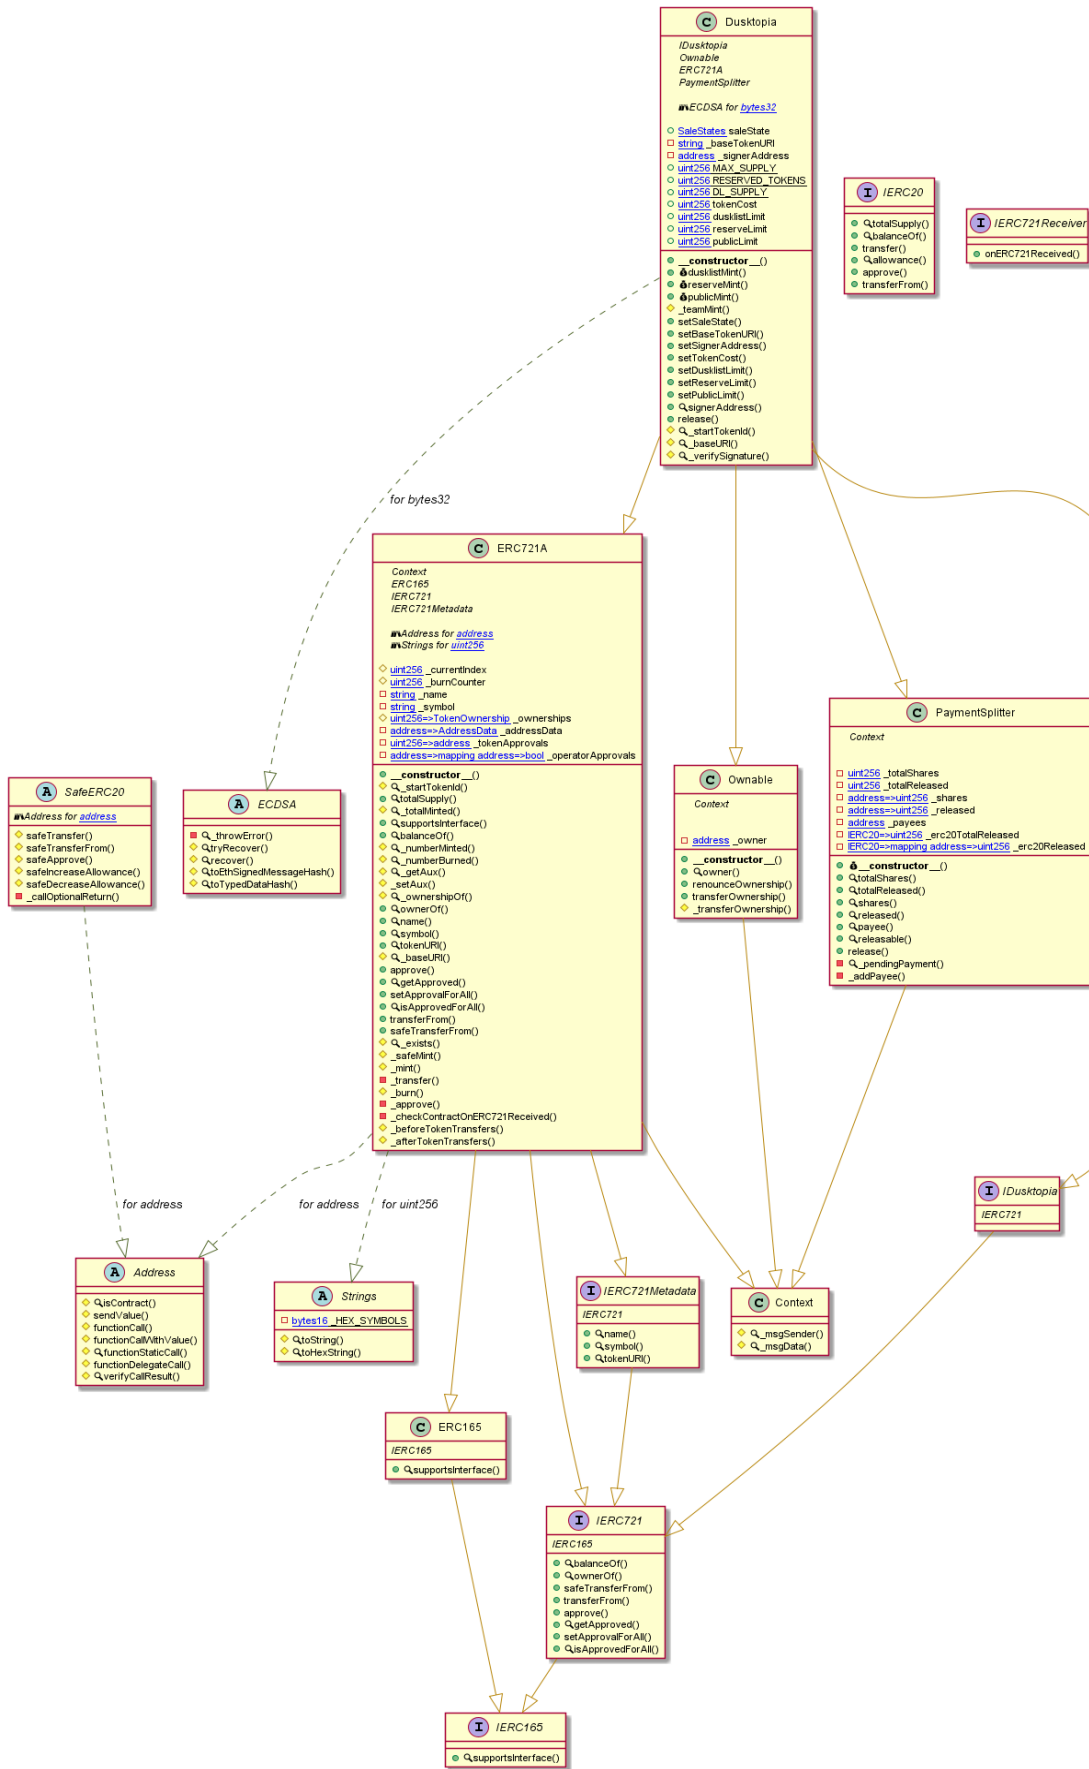 C Dusktopia
IDusktopia
Ownable
ERC721A
PaymentSplitter
ECDSA for bytes32
SaleStates saleState
string _baseTokenURI
address _signerAddress
uint256 MAX_SUPPLY
uint256 RESERVED_TOKENS
uint256 DL_SUPPLY
uint256 tokenCost
uint256 dusklistLimit
uint256 reserveLimit
uint256 publicLimit
__constructor__()
dusklistMint()
reserveMint()
publicMint()
_teamMint()
setSaleState()
setBaseTokenURI()
setSignerAddress()
setTokenCost()
setDusklistLimit()
setReserveLimit()
setPublicLimit()
signerAddress()
release()
_startTokenId()
_baseURI()
_verifySignature()
I IERC20
totalSupply()
balanceOf()
transfer()
allowance()
approve()
transferFrom()
I IERC721Receiver
onERC721Received()
for bytes32
C ERC721A
Context
ERC165
IERC721
IERC721Metadata
Address for address
Strings for uint256
uint256 _currentIndex
uint256 _burnCounter
string _name
string _symbol
uint256=>TokenOwnership _ownerships
address=>AddressData _addressData
uint256=>address _tokenApprovals
address=>mapping address=>bool _operatorApprovals
__constructor__()
_startTokenId()
totalSupply()
_totalMinted()
supportsInterface()
balanceOf()
_numberMinted()
_numberBurned()
_getAux()
_setAux()
_ownershipOf()
ownerOf()
name()
symbol()
tokenURI()
_baseURI()
approve()
getApproved()
setApprovalForAll()
isApprovedForAll()
transferFrom()
safeTransferFrom()
_exists()
_safeMint()
_mint()
_transfer()
_burn()
_approve()
_checkContractOnERC721Received()
_beforeTokenTransfers()
_afterTokenTransfers()
C PaymentSplitter
Context
uint256 _totalShares
uint256 _totalReleased
address=>uint256 _shares
address=>uint256 _released
address _payees
IERC20=>uint256 _erc20TotalReleased
IERC20=>mapping address=>uint256 _erc20Released
__constructor__()
totalShares()
totalReleased()
shares()
released()
payee()
releasable()
release()
_pendingPayment()
_addPayee()
C Ownable
Context
address _owner
__constructor__()
owner()
renounceOwnership()
transferOwnership()
_transferOwnership()
A SafeERC20
Address for address
safeTransfer()
safeTransferFrom()
safeApprove()
safeIncreaseAllowance()
safeDecreaseAllowance()
_callOptionalReturn()
A ECDSA
_throwError()
tryRecover()
recover()
toEthSignedMessageHash()
toTypedDataHash()
for address
for address
for uint256
I IDusktopia
IERC721
A Address
isContract()
sendValue()
functionCall()
functionCallWithValue()
functionStaticCall()
functionDelegateCall()
verifyCallResult()
A Strings
bytes16 _HEX_SYMBOLS
toString()
toHexString()
I IERC721Metadata
IERC721
name()
symbol()
tokenURI()
C Context
_msgSender()
_msgData()
C ERC165
IERC165
supportsInterface()
I IERC721
IERC165
balanceOf()
ownerOf()
safeTransferFrom()
transferFrom()
approve()
getApproved()
setApprovalForAll()
isApprovedForAll()
I IERC165
supportsInterface()